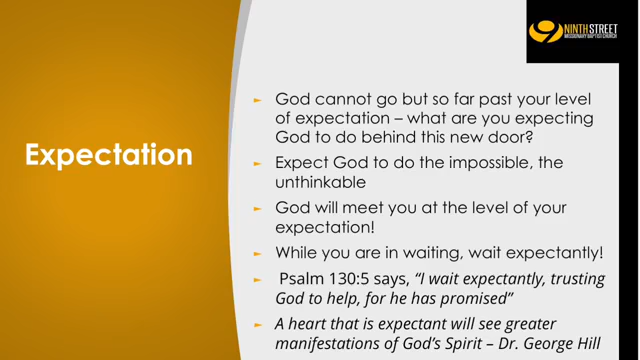 NINTH STREET
MISSIONARY BAPTIST CHURCH
Expectation
► God cannot go but so far past your level
of expectation – what are you expecting
God to do behind this new door?
► Expect God to do the impossible, the
unthinkable
► God will meet you at the level of your
expectation!
► While you are in waiting, wait expectantly!
► Psalm 130:5 says, “I wait expectantly, trusting
God to help, for he has promised”
► A heart that is expectant will see greater
manifestations of God’s Spirit – Dr. George Hill